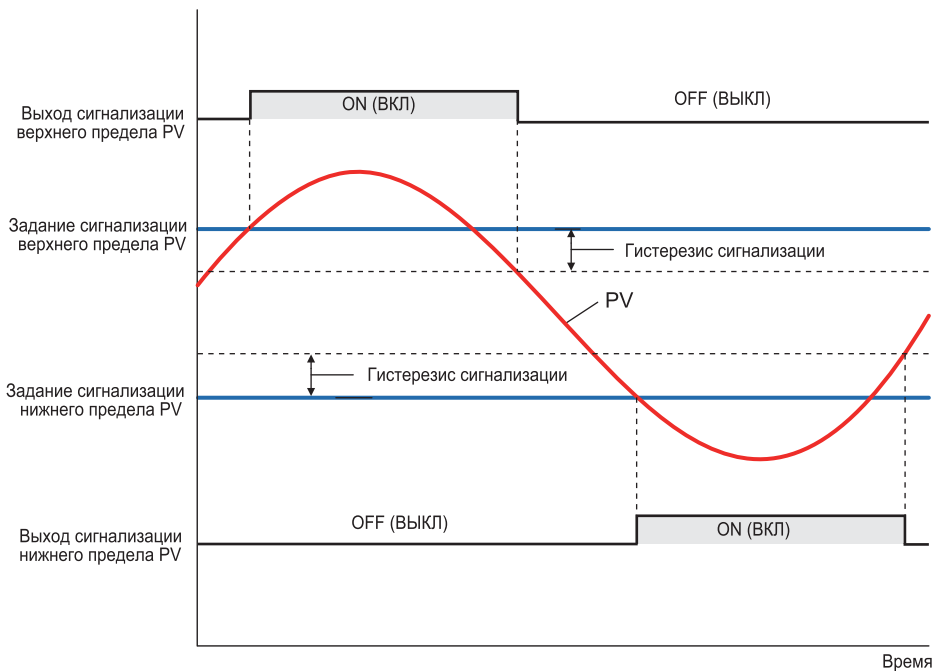 ON (ВКЛ)
OFF (ВЫКЛ)
Выход сигнализации
верхнего предела PV
Задание сигнализации
верхнего предела PV
Гистерезис сигнализации
PV
Гистерезис сигнализации
Задание сигнализации
нижнего предела PV
OFF (ВЫКЛ)
ON (ВКЛ)
Выход сигнализации
нижнего предела PV
Время